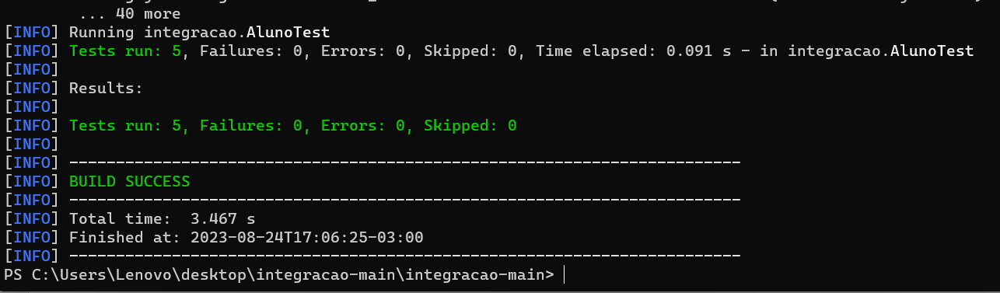 ... 40 more
[INFO] Running integracao.AlunoTest
[INFO] Tests run: 5, Failures: 0, Errors: 0, Skipped: 0, Time elapsed: 0.091 s - in integracao.AlunoTest
[INFO]
[INFO] Results:
[INFO]
[INFO] Tests run: 5, Failures: 0, Errors: 0, Skipped: 0
[INFO]
[INFO] ------------------------------------------------------------------------
[INFO] BUILD SUCCESS
[INFO] ------------------------------------------------------------------------
[INFO] Total time:  3.467 s
[INFO] Finished at: 2023-08-24T17:06:25-03:00
[INFO] ------------------------------------------------------------------------
PS C:\Users\Lenovo\desktop\integracao-main\integracao-main>